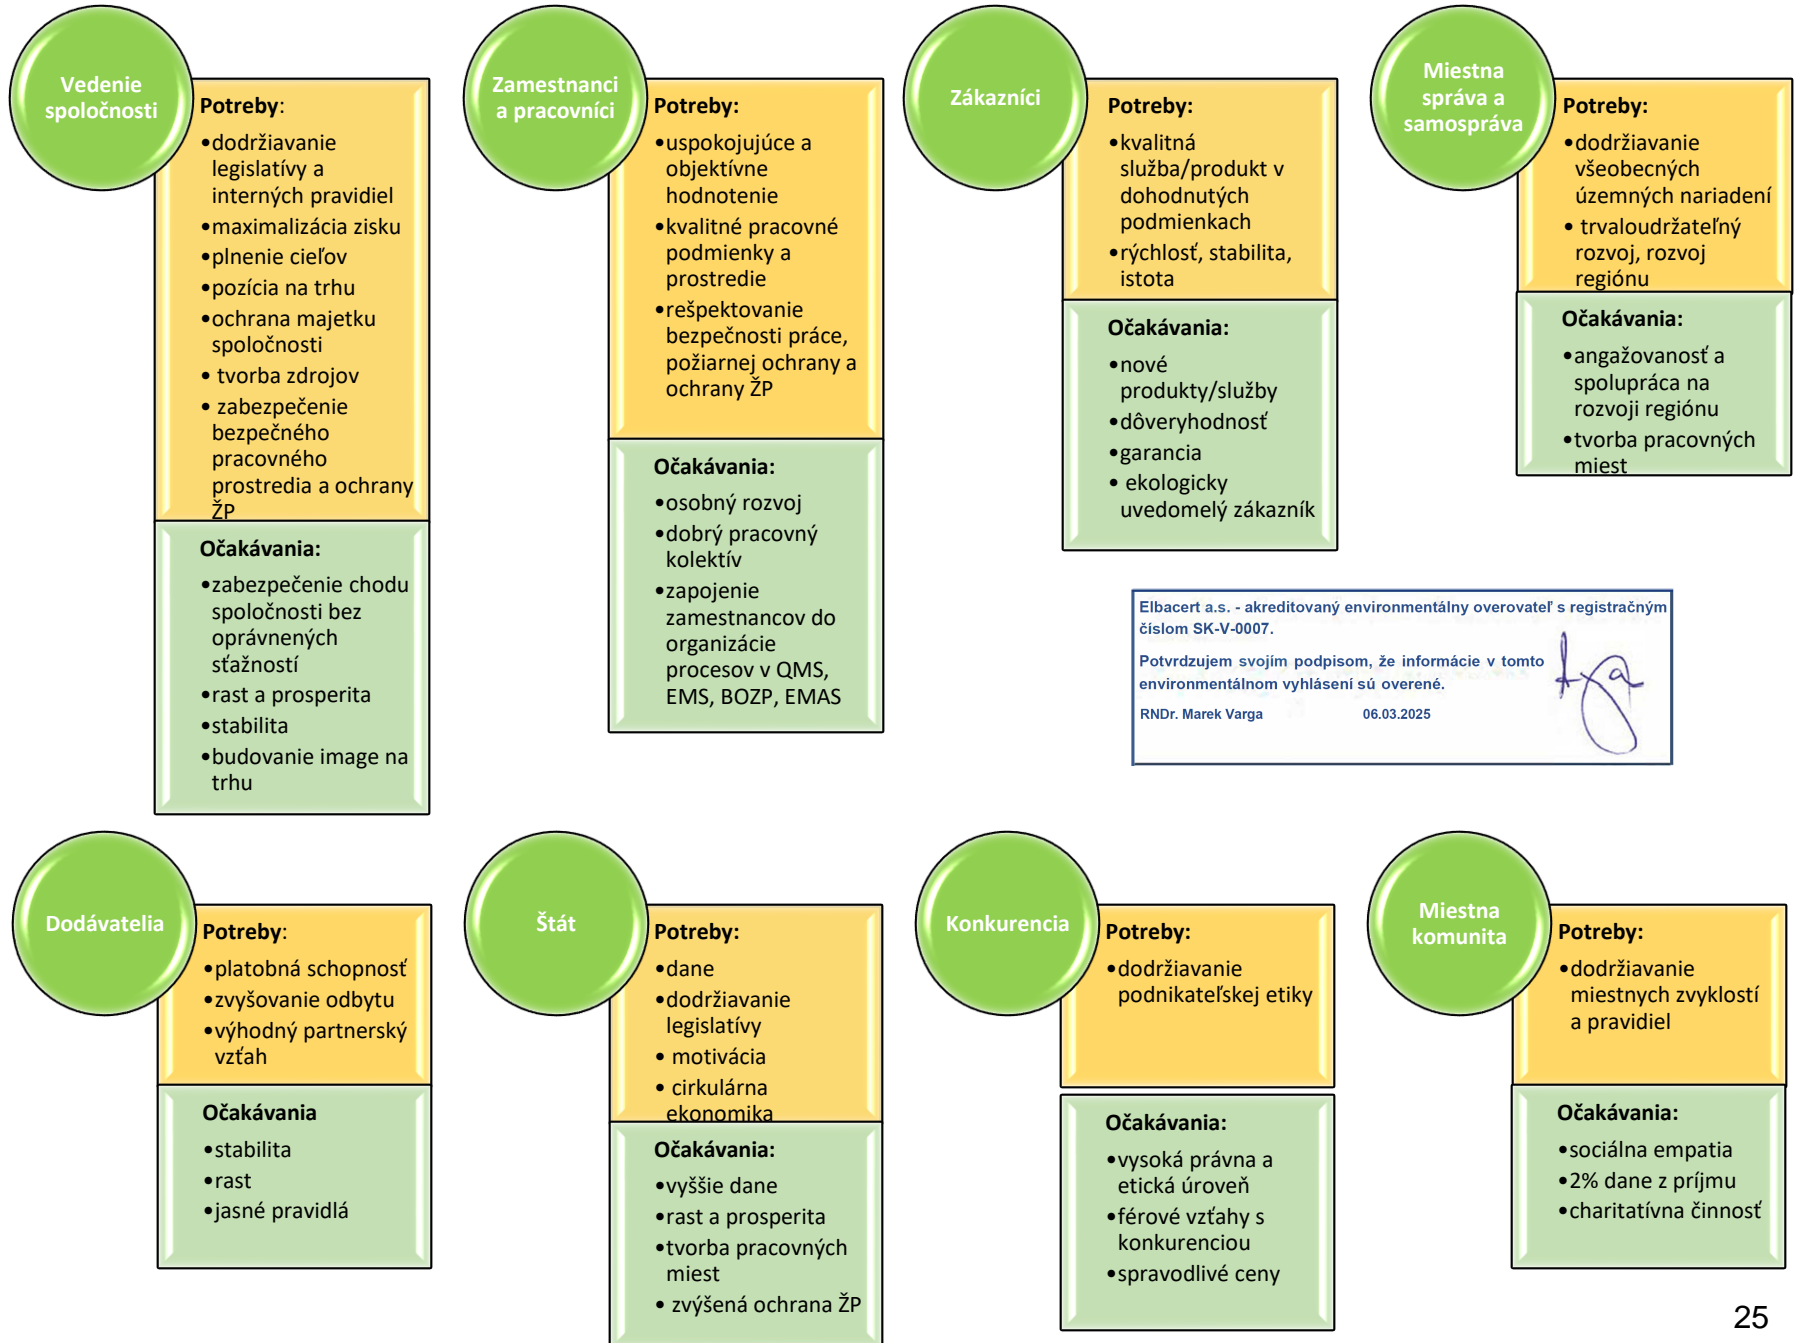 Vedenie
spoločnosti
Potreby:
•dodržiavanie
legislatívy a
interných pravidiel
•maximalizácia zisku
•plnenie cieľov
•pozícia na trhu
•ochrana majetku
spoločnosti
• tvorba zdrojov
• zabezpečenie
bezpečného
pracovného
prostredia a ochrany
ŽP
Očakávania:
•zabezpečenie chodu
spoločnosti bez
oprávnených
sťažností
•rast a prosperita
•stabilita
•budovanie image na
trhu
Zamestnanci
a pracovníci
Potreby:
•uspokojujúce a
objektívne
hodnotenie
•kvalitné pracovné
podmienky a
prostredie
•rešpektovanie
bezpečnosti práce,
požiarnej ochrany a
ochrany ŽP
Očakávania:
•osobný rozvoj
•dobrý pracovný
kolektív
•zapojenie
zamestnancov do
organizácie
procesov v QMS,
EMS, BOZP, EMAS
Zákazníci
Potreby:
•kvalitná
služba/produkt v
dohodnutých
podmienkach
•rýchlosť, stabilita,
istota
Očakávania:
•nové
produkty/služby
•dôveryhodnosť
•garancia
• ekologicky
uvedomelý zákazník
Miestna
správa a
samospráva
Potreby:
•dodržiavanie
všeobecných
územných nariadení
• trvaloudržateľný
rozvoj, rozvoj
regiónu
Očakávania:
•angažovanosť a
spolupráca na
rozvoji regiónu
•tvorba pracovných
miest
Elbacert a.s. - akreditovaný environmentálny overovateľ s registračným
číslom SK-V-0007.
Potvrdzujem svojím podpisom, že informácie v tomto
environmentálnom vyhlásení sú overené.
RNDr. Marek Varga 06.03.2025
Dodávatelia
Potreby:
•platobná schopnosť
•zvyšovanie odbytu
•výhodný partnerský
vzťah
Očakávania
•stabilita
•rast
•jasné pravidlá
Štát
Potreby:
•dane
•dodržiavanie
legislatívy
• motivácia
• cirkulárna
ekonomika
Očakávania:
•vyššie dane
•rast a prosperita
•tvorba pracovných
miest
• zvýšená ochrana ŽP
Konkurencia
Potreby:
•dodržiavanie
podnikateľskej etiky
Očakávania:
•vysoká právna a
etická úroveň
•férové vzťahy s
konkurenciou
•spravodlivé ceny
Miestna
komunita
Potreby:
•dodržiavanie
miestnych zvyklostí
a pravidiel
Očakávania:
•sociálna empatia
•2% dane z príjmu
•charitatívna činnosť
25